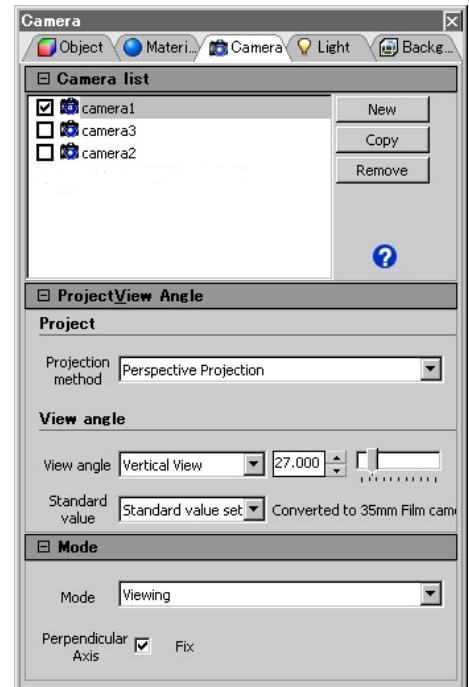 Camera
Object Materi... Camera Light Backg...
Camera list
camera1
camera3
camera2
New
Copy
Remove
ProjectView Angle
Project
Projection method Perspective Projection
View angle
View angle Vertical View 27.000
Standard value Standard value set Converted to 35mm Film cam
Mode
Mode Viewing
Perpendicular Axis Fix